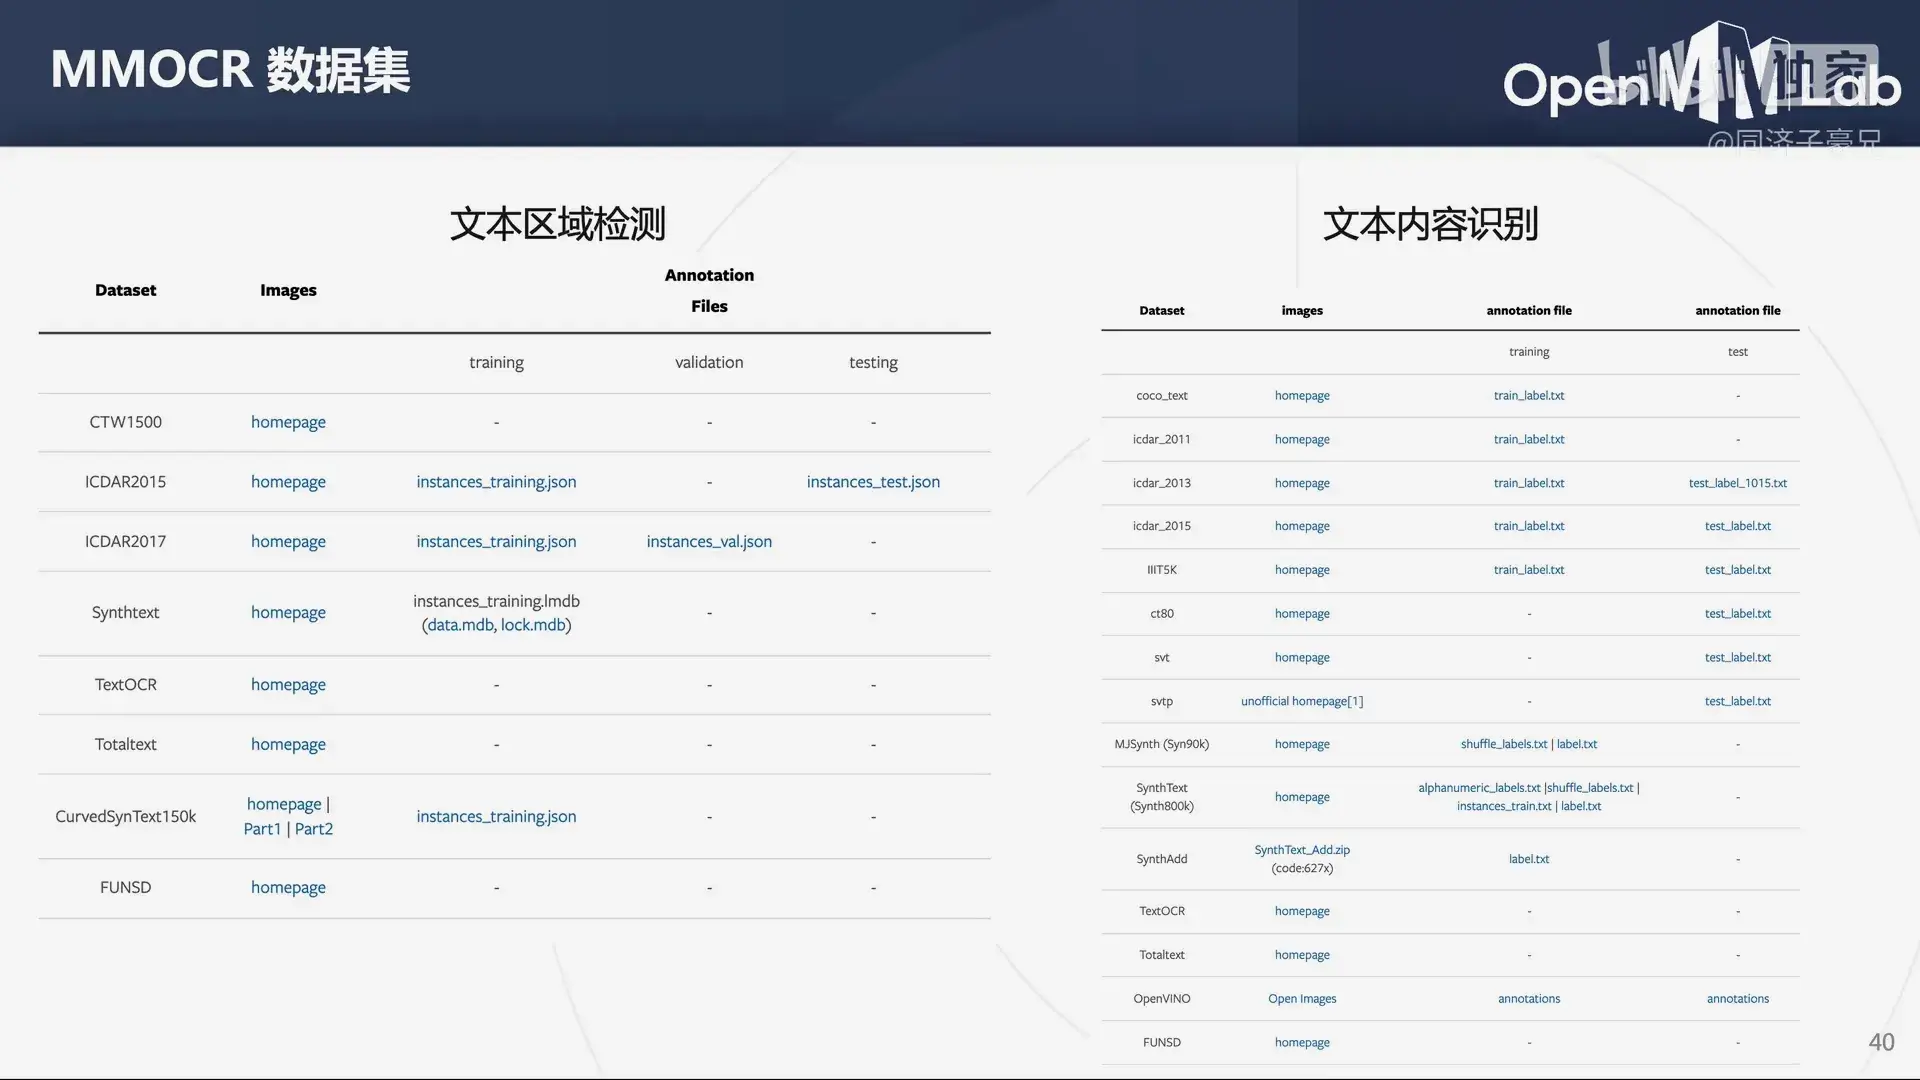 MMOCR 数据集
OpenMMLab
bilibili 独家
@同济子豪兄
文本区域检测
Dataset Images Annotation Files
training validation testing
CTW1500 homepage - - -
ICDAR2015 homepage instances_training.json - instances_test.json
ICDAR2017 homepage instances_training.json instances_val.json -
Synthtext homepage instances_training.lmdb (data.mdb, lock.mdb) - -
TextOCR homepage - - -
Totaltext homepage - - -
CurvedSynText150k homepage | Part1 | Part2 instances_training.json - -
FUNSD homepage - - -
文本内容识别
Dataset images annotation file annotation file
training test
coco_text homepage train_label.txt -
icdar_2011 homepage train_label.txt -
icdar_2013 homepage train_label.txt test_label_1015.txt
icdar_2015 homepage train_label.txt test_label.txt
IIIT5K homepage train_label.txt test_label.txt
ct80 homepage - test_label.txt
svt homepage - test_label.txt
svtp unofficial homepage[1] - test_label.txt
MJSynth (Syn90k) homepage shuffle_labels.txt | label.txt -
SynthText (Synth800k) homepage alphanumeric_labels.txt |shuffle_labels.txt | instances_train.txt | label.txt -
SynthAdd SynthText_Add.zip (code:627x) label.txt -
TextOCR homepage - -
Totaltext homepage - -
OpenVINO Open Images annotations annotations
FUNSD homepage - -
40